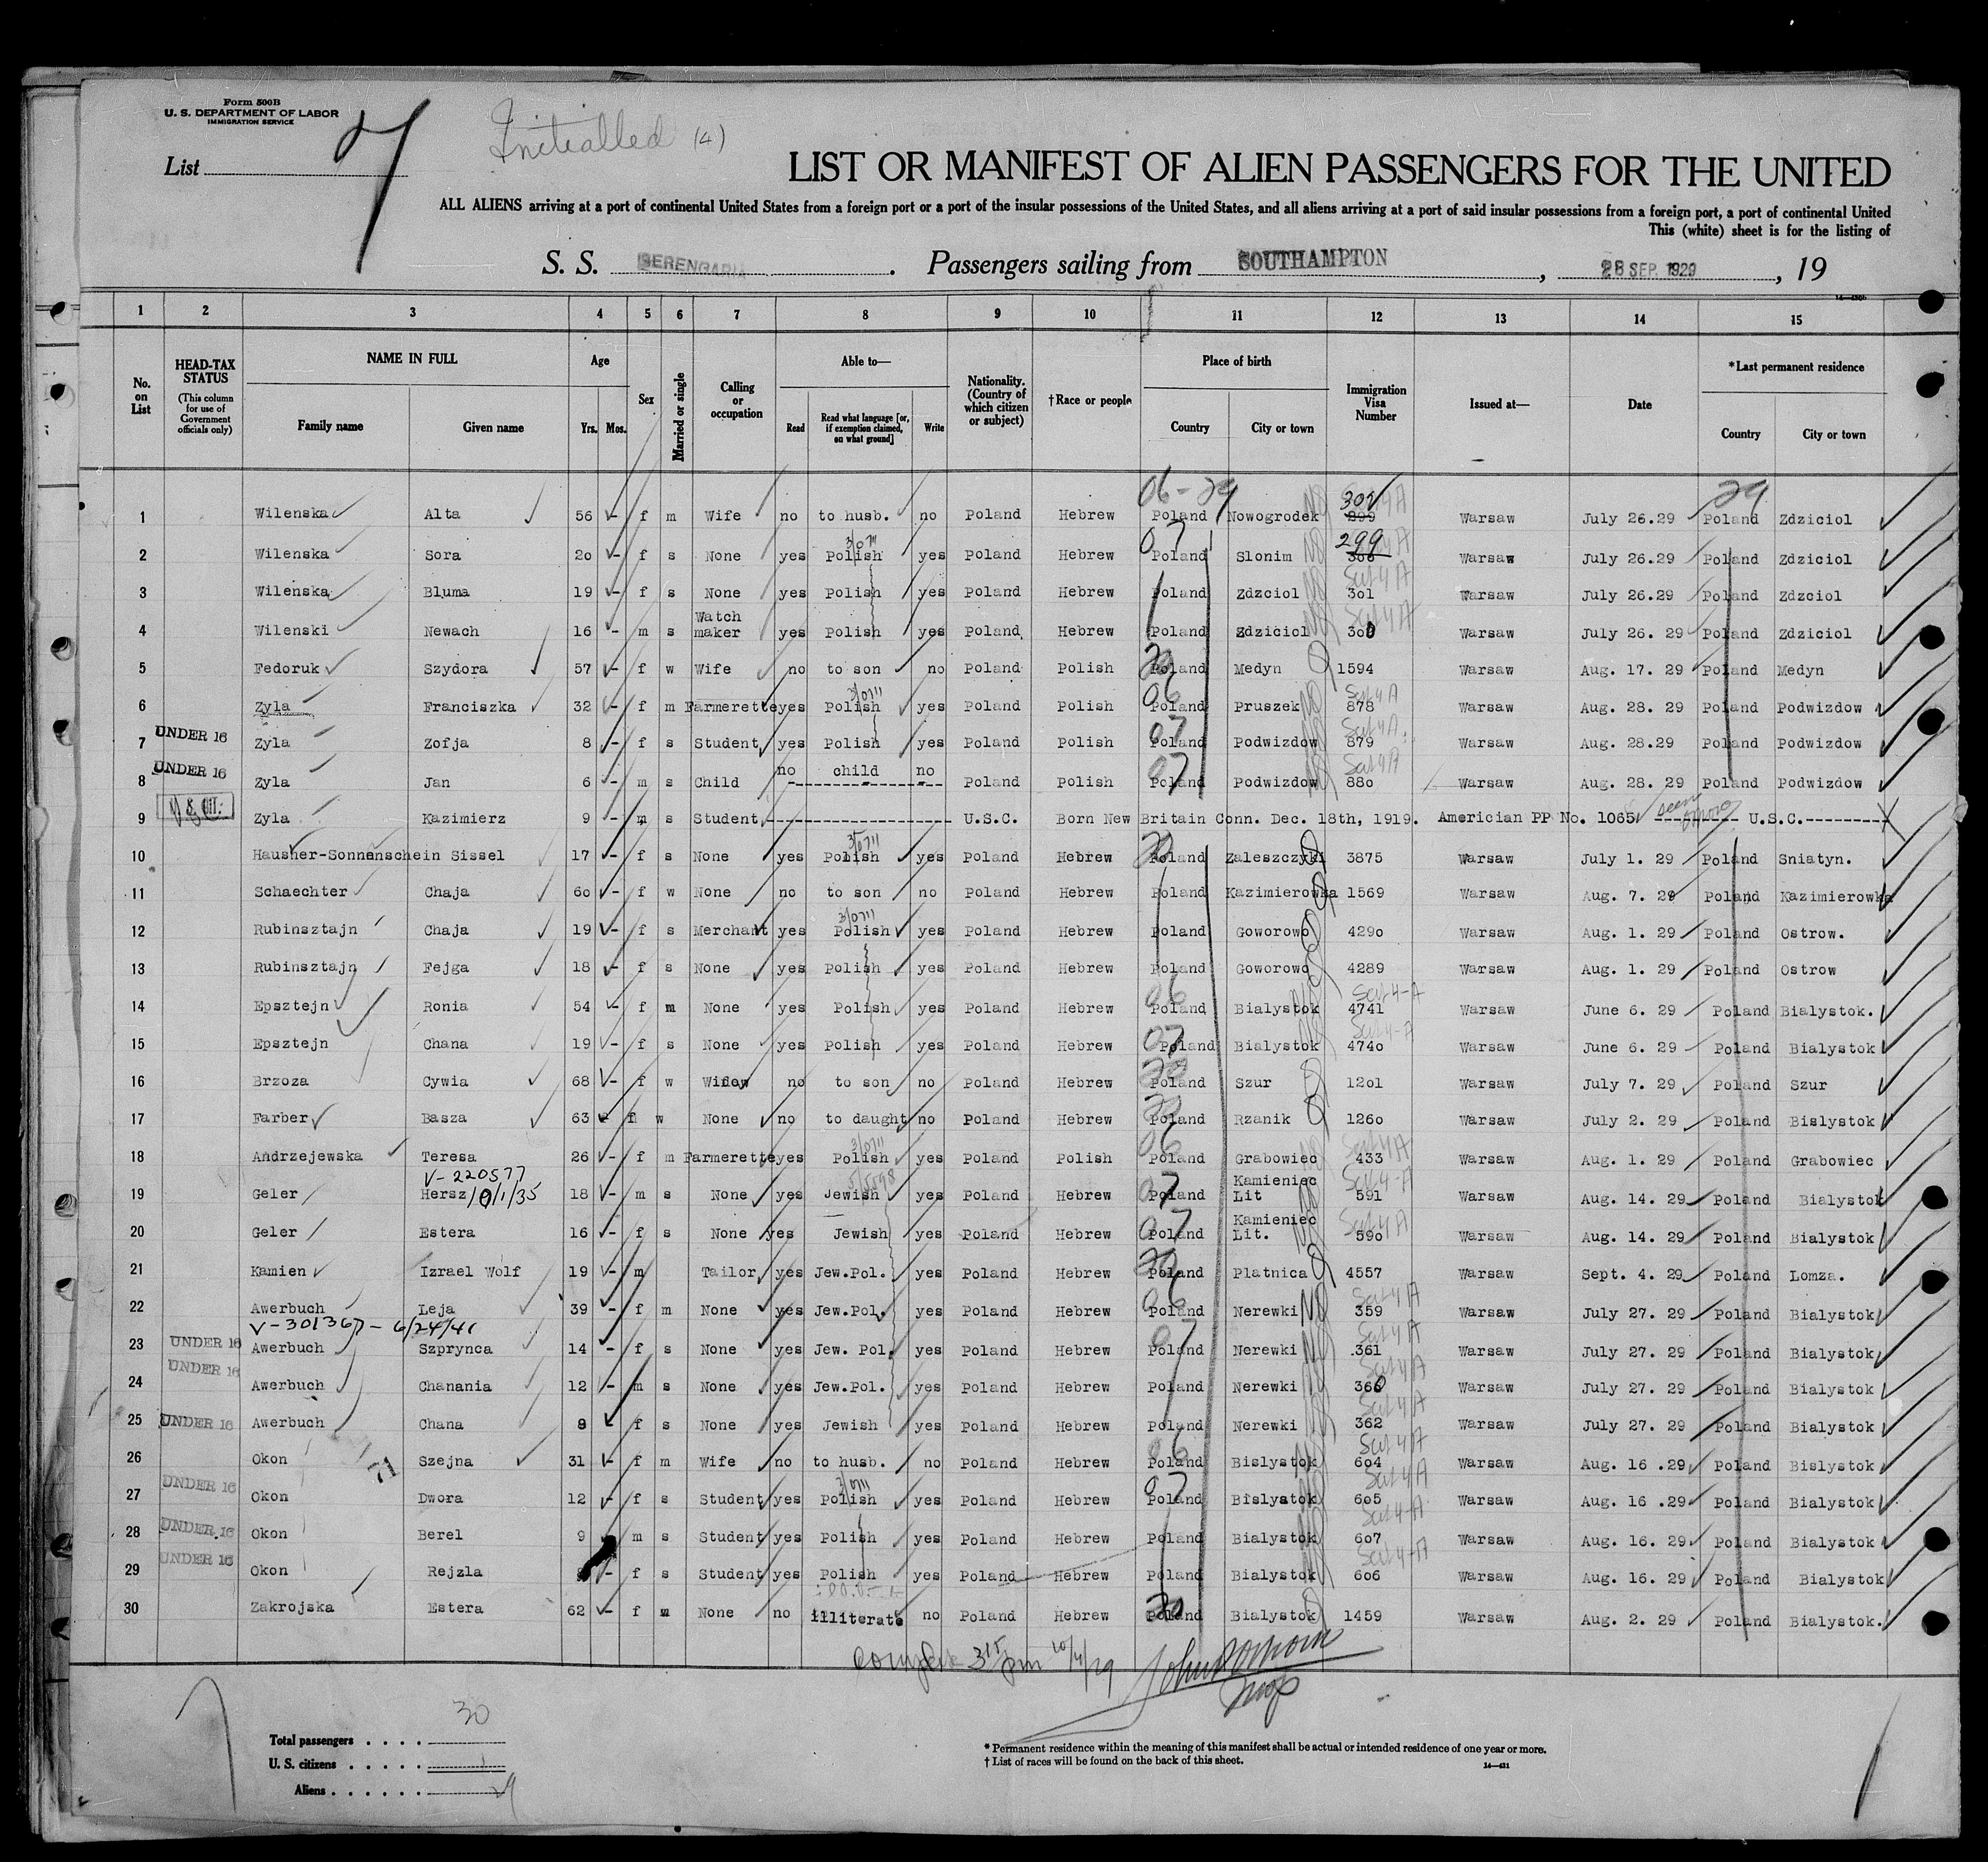 Form 500B
U. S. DEPARTMENT OF LABOR
IMMIGRATION SERVICE
Initialled (4)
List 7
LIST OR MANIFEST OF ALIEN PASSENGERS FOR THE UNITED
ALL ALIENS arriving at a port of continental United States from a foreign port or a port of the insular possessions of the United States, and all aliens arriving at a port of said insular possessions from a foreign port, a port of continental United
This (white) sheet is for the listing of
S. S. BERENGARIA. Passengers sailing from SOUTHAMPTON, 28 SEP. 1929, 19
1 2 3 4 5 6 7 8 9 10 11 12 13 14 15
No. on List
HEAD-TAX STATUS (This column for use of Government officials only)
NAME IN FULL Family name Given name
Age Yrs. Mos.
Sex
Married or single
Calling or occupation
Able to— Read Read what language [or, if exemption claimed, on what ground] Write
Nationality. (Country of which citizen or subject)
†Race or people
Place of birth Country City or town
Immigration Visa Number
Issued at—
Date
*Last permanent residence Country City or town
06-29 29
1 Wilenska Alta 56 - f m Wife no to husb. no Poland Hebrew Poland Nowogrodek 299 302 Warsaw July 26.29 Poland Zdziciol
2 Wilenska Sora 20 - f s None yes Polish yes Poland Hebrew Poland Slonim 300 299 Warsaw July 26.29 Poland Zdziciol
3 Wilenska Bluma 19 - f s None yes Polish yes Poland Hebrew Poland Zdzciol 301 Warsaw July 26.29 Poland Zdzciol
4 Wilenski Newach 16 - m s Watch maker yes Polish yes Poland Hebrew Poland Zdziciol 300 Warsaw July 26. 29 Poland Zdziciol
5 Fedoruk Szydora 57 - f w Wife no to son no Poland Polish Poland Medyn 1594 Warsaw Aug. 17. 29 Poland Medyn
6 Zyla Franciszka 32 - f m Farmerette yes Polish yes Poland Polish Poland Pruszek 878 Warsaw Aug. 28. 29 Poland Podwizdow
7 UNDER 16 Zyla Zofja 8 - f s Student yes Polish yes Poland Polish Poland Podwizdow 879 Warsaw Aug. 28.29 Poland Podwizdow
8 UNDER 16 Zyla Jan 6 - m s Child no child no Poland Polish Poland Podwizdow 880 Warsaw Aug. 28. 29 Poland Podwizdow
9 Zyla Kazimierz 9 - m s Student U.S.C. Born New Britain Conn. Dec. 18th, 1919. Americian PP No. 1065 U.S.C.
10 Hausner-Sonnenschein Sissel 17 - f s None yes Polish yes Poland Hebrew Poland Zaleszczyki 3875 Warsaw July 1. 29 Poland Sniatyn.
11 Schaechter Chaja 60 - f w None no to son no Poland Hebrew Poland Kazimierowka 1569 Warsaw Aug. 7. 29 Poland Kazimierowka
12 Rubinsztajn Chaja 19 - f s Merchant yes Polish yes Poland Hebrew Poland Goworowo 4290 Warsaw Aug. 1. 29 Poland Ostrow.
13 Rubinsztajn Fejga 18 - f s None yes Polish yes Poland Hebrew Poland Goworowo 4289 Warsaw Aug. 1. 29 Poland Ostrow
14 Epsztejn Ronia 54 - f m None yes Polish yes Poland Hebrew Poland Bialystok 4741 Warsaw June 6. 29 Poland Bialystok.
15 Epsztejn Chana 19 - f s None yes Polish yes Poland Hebrew Poland Bialystok 4740 Warsaw June 6. 29 Poland Bialystok
16 Brzoza Cywia 68 - f w Widow no to son no Poland Hebrew Poland Szur 1201 Warsaw July 7. 29 Poland Szur
17 Farber Basza 63 f w None no to daught no Poland Hebrew Poland Rzanik 1260 Warsaw July 2. 29 Poland Bislystok
18 Andrzejewska Teresa 26 - f m Farmerette yes Polish yes Poland Polish Poland Grabowiec 433 Warsaw Aug. 1. 29 Poland Grabowiec
V-220577
19 Geler Hersz 10/1/35 18 - m s None yes Jewish yes Poland Hebrew Poland Kamieniec Lit 591 Warsaw Aug. 14. 29 Poland Bialystok
20 Geler Estera 16 - f s None yes Jewish yes Poland Hebrew Poland Kamieniec Lit. 590 Warsaw Aug. 14. 29 Poland Bialystok
21 Kamien Izrael Wolf 19 - m Tailor yes Jew.Pol. yes Poland Hebrew Poland Platnica 4557 Warsaw Sept. 4. 29 Poland Lomza.
22 Awerbuch Leja 39 - f m None yes Jew.Pol. yes Poland Hebrew Poland Nerewki 359 Warsaw July 27. 29 Poland Bialystok
V-301367 - 6/24/41
23 UNDER 16 Awerbuch Szprynca 14 - f s None yes Jew. Pol. yes Poland Hebrew Poland Nerewki 361 Warsaw July 27. 29 Poland Bialystok
24 UNDER 16 Awerbuch Chanania 12 - m s None yes Jew.Pol. yes Poland Hebrew Poland Nerewki 360 Warsaw July 27. 29 Poland Bialystok
25 UNDER 16 Awerbuch Chana 9 f s None yes Jewish yes Poland Hebrew Poland Nerewki 362 Warsaw July 27. 29 Poland Bialystok
26 Okon 71 Szejna 31 - f m Wife no to husb. no Poland Hebrew Poland Bislystok 604 Warsaw Aug. 16 .29 Poland Bislystok
27 UNDER 16 Okon Dwora 12 - f s Student yes Polish yes Poland Hebrew Poland Bislystok 605 Warsaw Aug. 16 .29 Poland Bialystok
28 UNDER 16 Okon Berel 9 m s Student yes Polish yes Poland Hebrew Poland Bialystok 607 Warsaw Aug. 16. 29 Poland Bialystok
29 UNDER 16 Okon Rejzla - f s Student yes Polish yes Poland Hebrew Poland Bialystok 606 Warsaw Aug. 16. 29 Poland Bialystok
30 Zakrojska Estera 62 - f m None no illiterate no Poland Hebrew Poland Bialystok 1459 Warsaw Aug. 2. 29 Poland Bialystok.
315 pm 10/4/29
Total passengers . . . . 30
U. S. citizens . . . . . 1
Aliens . . . . . . 29
* Permanent residence within the meaning of this manifest shall be actual or intended residence of one year or more.
† List of races will be found on the back of this sheet.
14—431